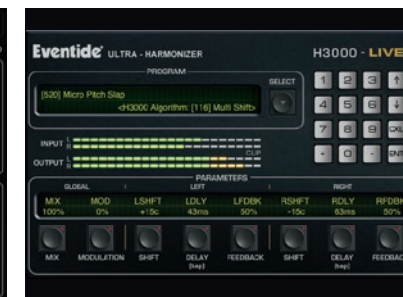 Eventide® ULTRA - HARMONIZER H3000 - LIVE
PROGRAM
SELECT
[520] Micro Pitch Slap
<H3000 Algorithm: [116] Multi Shift>
1 2 3 ↑
4 5 6 ↓
7 8 9 CXL
· 0 - ENT
INPUT L R
CLIP
OUTPUT L R
PARAMETERS
GLOBAL LEFT RIGHT
MIX MOD LSHFT LDLY LFDBK RSHFT RDLY RFDBK
100% 0% +15c 43ms 50% -15c 63ms 50%
MIX MODULATION SHIFT DELAY FEEDBACK SHIFT DELAY FEEDBAC
(tap) (tap)